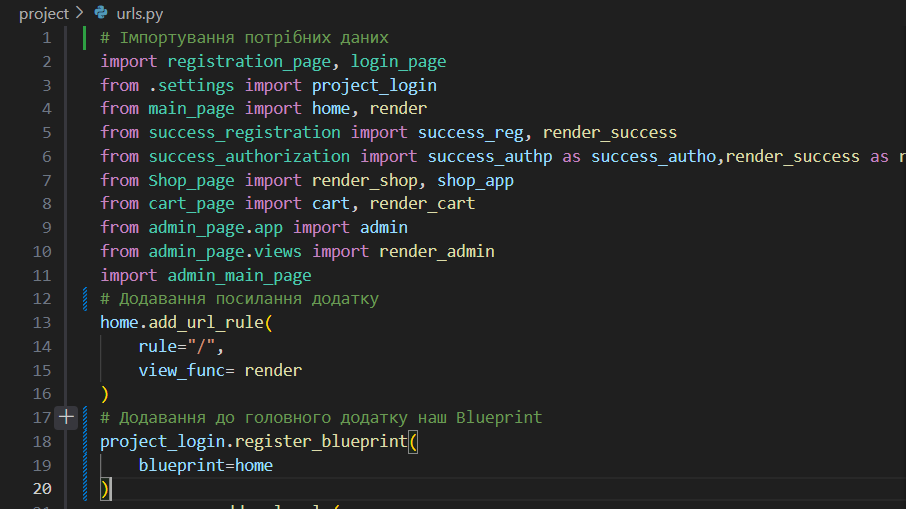 project > urls.py
1 # Імпортування потрібних даних
2 import registration_page, login_page
3 from .settings import project_login
4 from main_page import home, render
5 from success_registration import success_reg, render_success
6 from success_authorization import success_authp as success_autho,render_success as r
7 from Shop_page import render_shop, shop_app
8 from cart_page import cart, render_cart
9 from admin_page.app import admin
10 from admin_page.views import render_admin
11 import admin_main_page
12 # Додавання посилання додатку
13 home.add_url_rule(
14     rule="/",
15     view_func= render
16 )
17 # Додавання до головного додатку наш Blueprint
18 project_login.register_blueprint(
19     blueprint=home
20 )